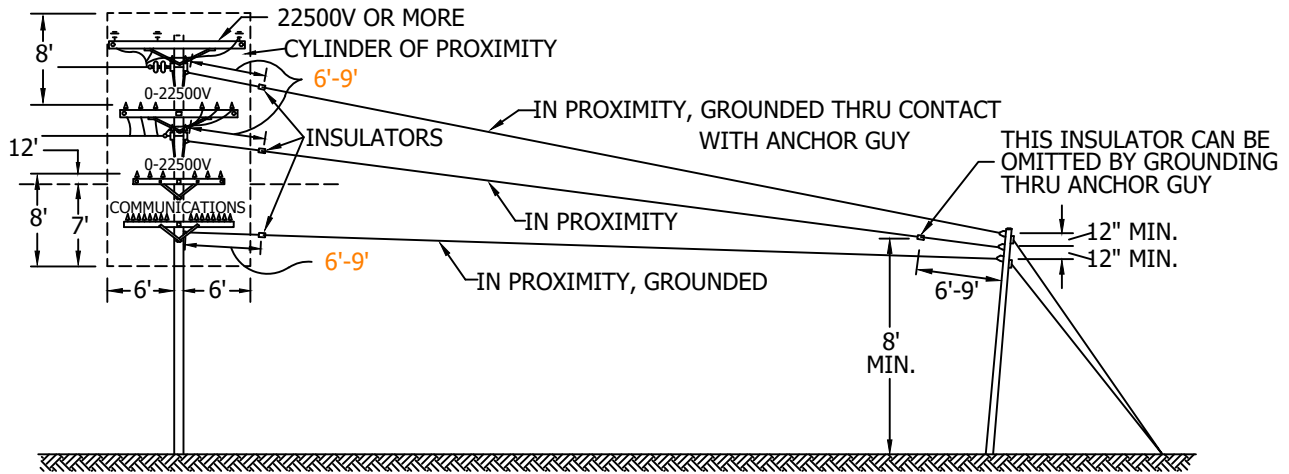 22500V OR MORE
CYLINDER OF PROXIMITY
8'
6'-9'
0-22500V
IN PROXIMITY, GROUNDED THRU CONTACT
WITH ANCHOR GUY
INSULATORS
THIS INSULATOR CAN BE
OMITTED BY GROUNDING
THRU ANCHOR GUY
12'
0-22500V
8'
7'
COMMUNICATIONS
IN PROXIMITY
12" MIN.
12" MIN.
6'-9'
IN PROXIMITY, GROUNDED
6'
6'
6'-9'
8'
MIN.